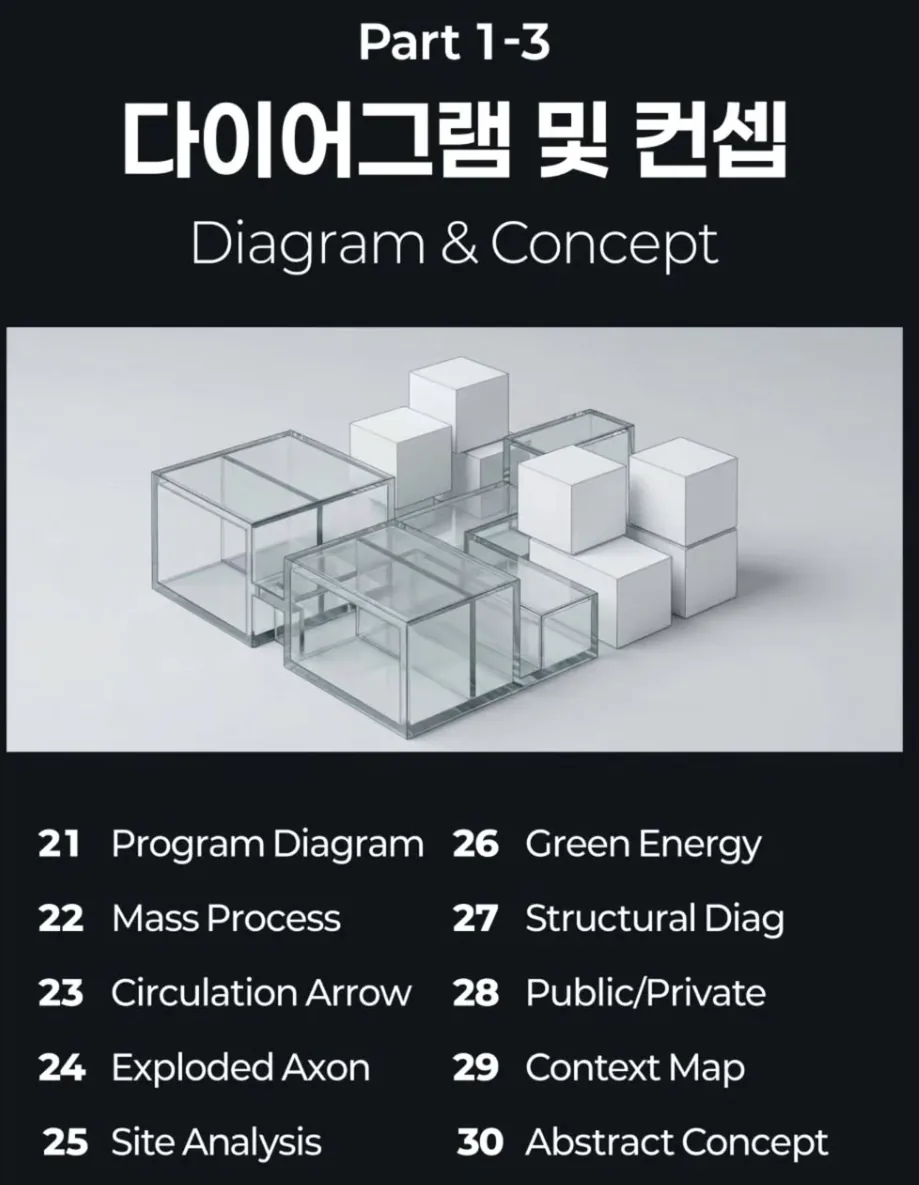 Part 1-3
다이어그램 및 컨셉
Diagram & Concept
21 Program Diagram
22 Mass Process
23 Circulation Arrow
24 Exploded Axon
25 Site Analysis
26 Green Energy
27 Structural Diag
28 Public/Private
29 Context Map
30 Abstract Concept